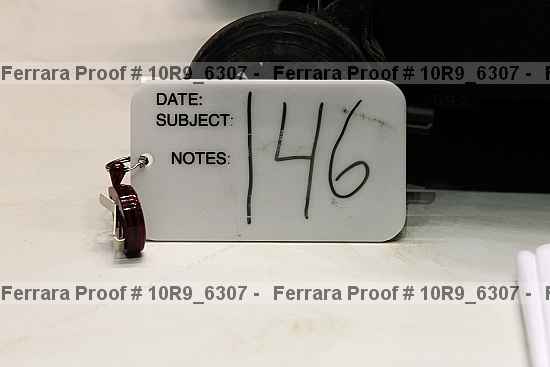 Ferrara Proof # 10R9_6307 - Ferrara Proof # 10R9_6307 - F
DATE:
SUBJECT:
NOTES:
146
Ferrara Proof # 10R9_6307 - Ferrara Proof # 10R9_6307 - F